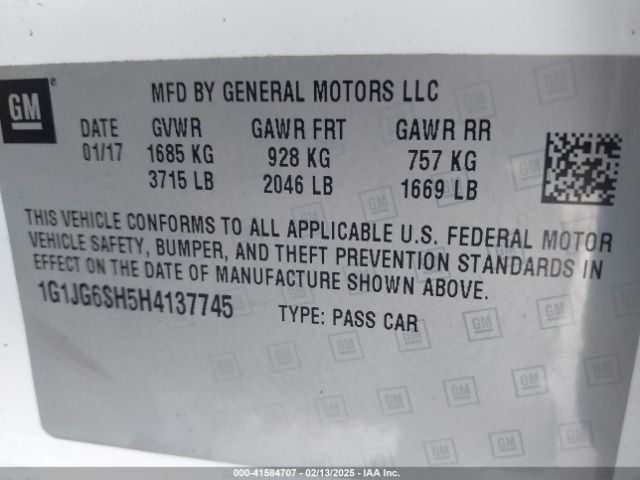 GM
MFD BY GENERAL MOTORS LLC
DATE GVWR GAWR FRT GAWR RR
01/17 1685 KG 928 KG 757 KG
3715 LB 2046 LB 1669 LB
THIS VEHICLE CONFORMS TO ALL APPLICABLE U.S. FEDERAL MOTOR
VEHICLE SAFETY, BUMPER, AND THEFT PREVENTION STANDARDS IN
EFFECT ON THE DATE OF MANUFACTURE SHOWN ABOVE.
1G1JG6SH5H4137745 TYPE: PASS CAR
000-41584707 - 02/13/2025 - IAA Inc.